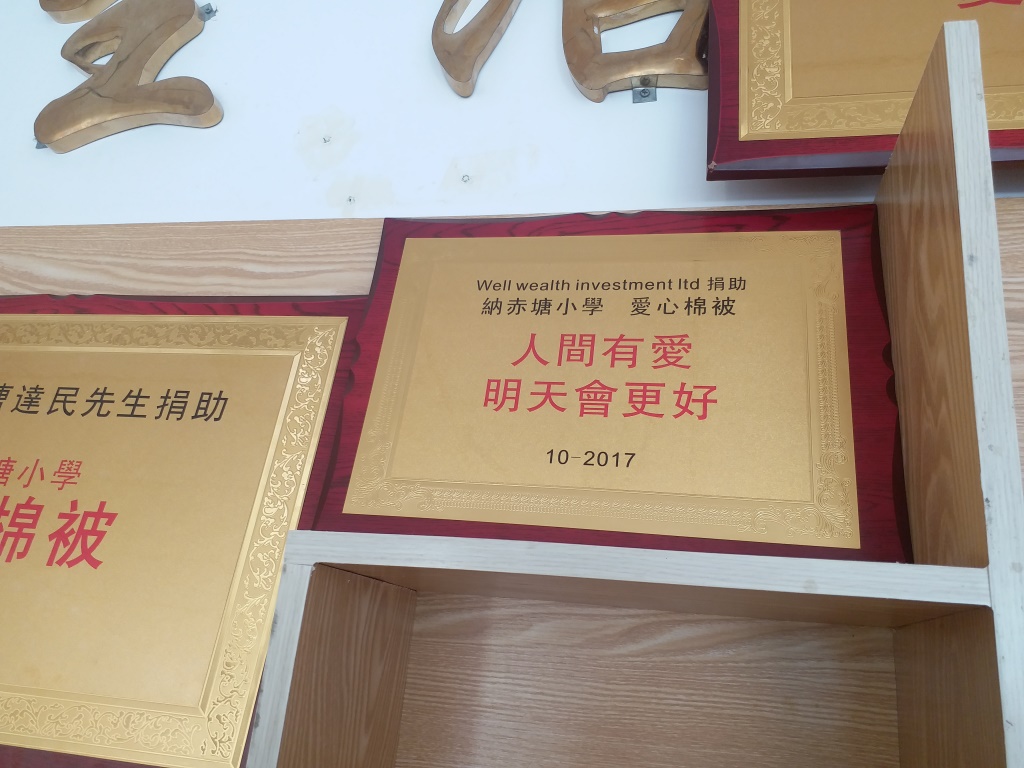 Well wealth investment ltd 捐助
納赤塘小學 愛心棉被
人間有愛
明天會更好
10-2017
曹達民先生捐助
塘小學
棉被